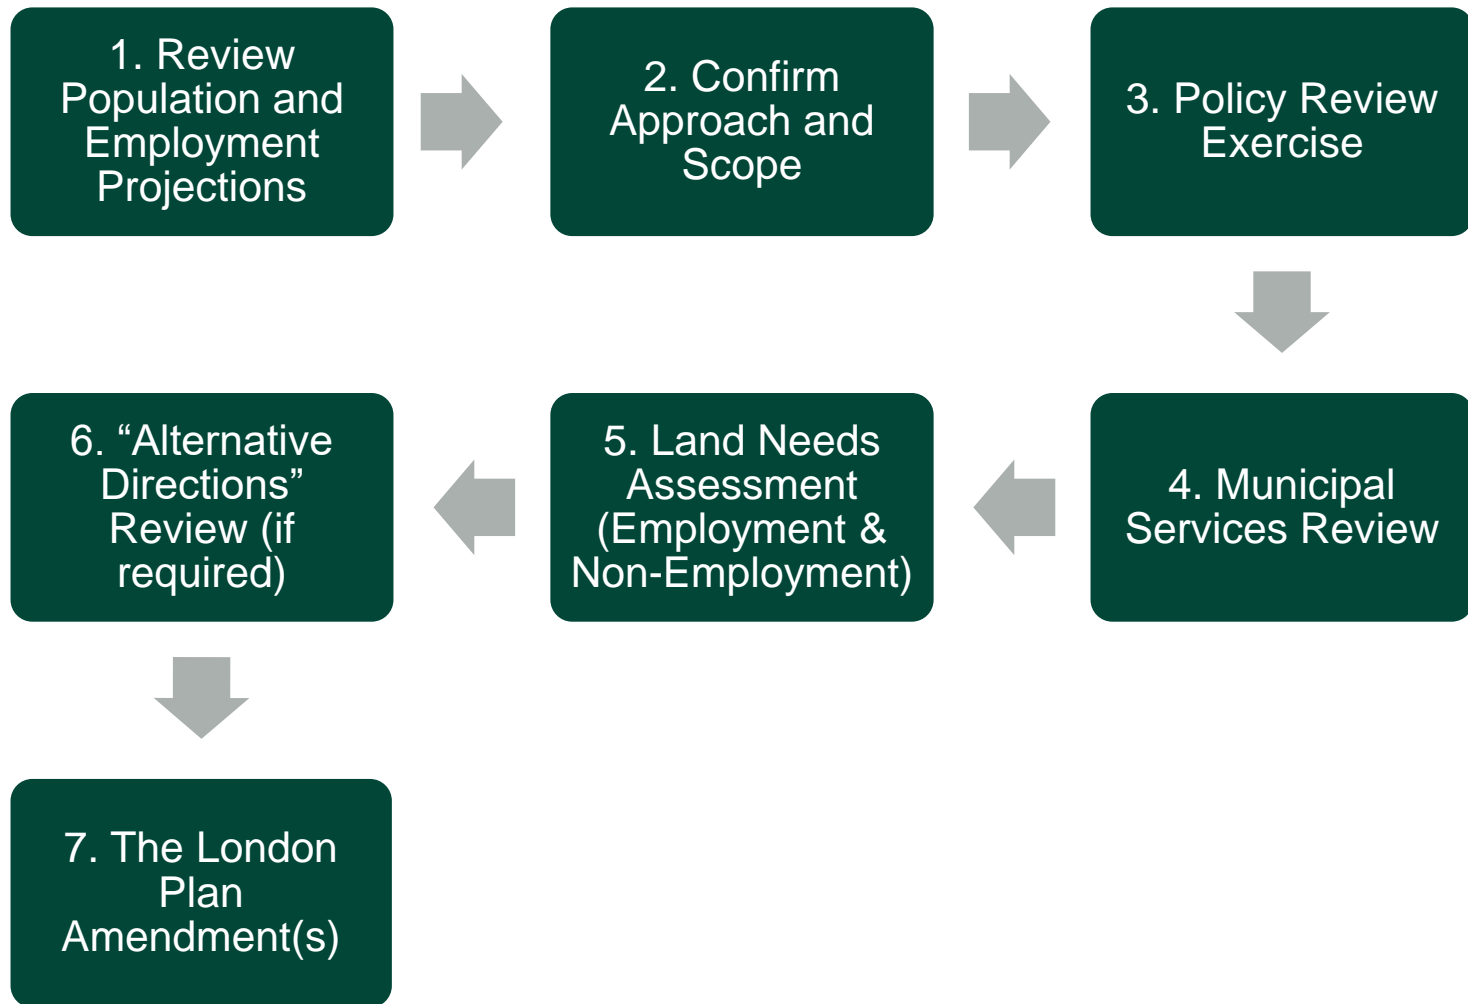 1. Review
Population and
Employment
Projections
2. Confirm
Approach and
Scope
3. Policy Review
Exercise
4. Municipal
Services Review
5. Land Needs
Assessment
(Employment &
Non-Employment)
6. “Alternative
Directions”
Review (if
required)
7. The London
Plan
Amendment(s)